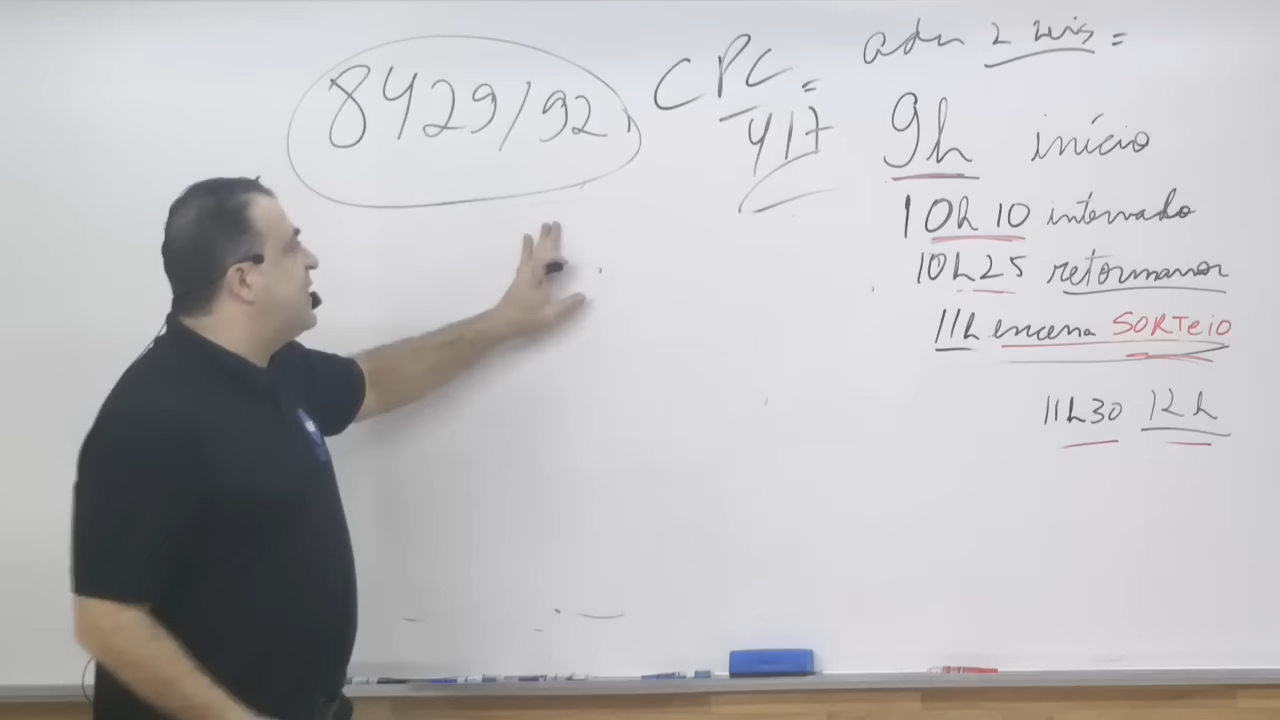 8429/92
CPC =
417
adm 2 leis =
9h início
10h10 intervalo
10h25 retornamos
11h encerra SORTEIO
11h30 12h